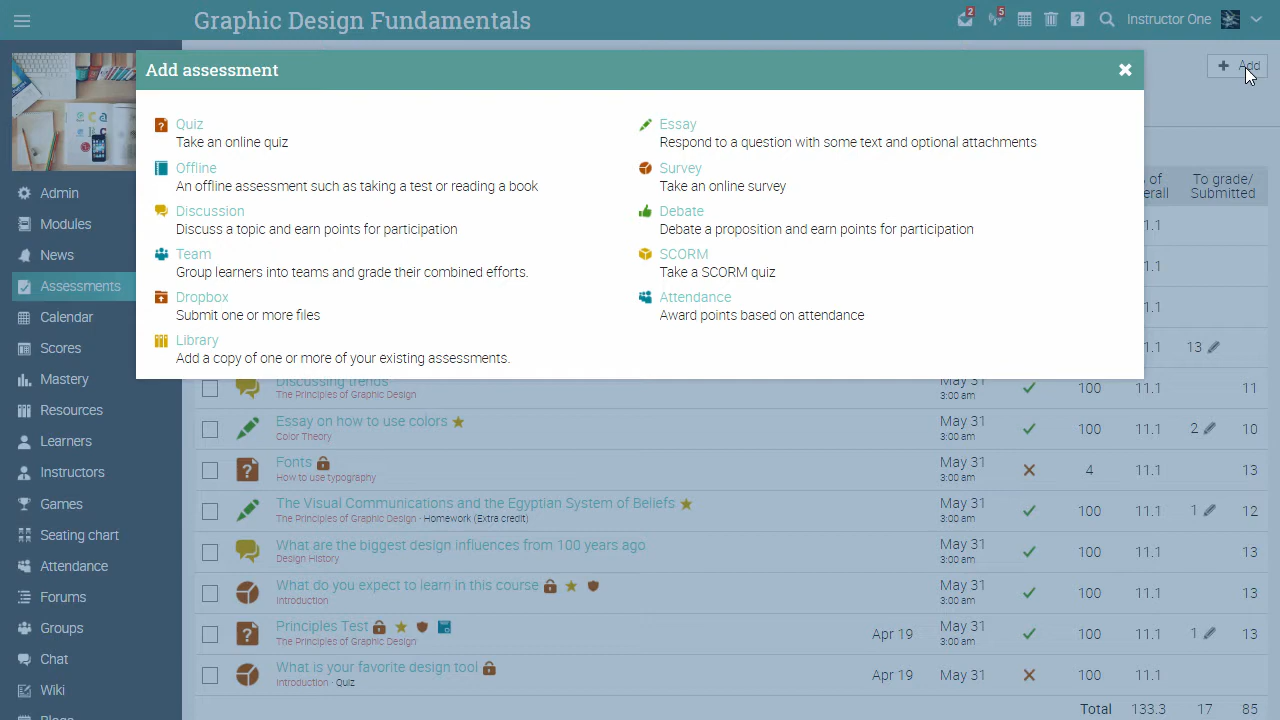 Graphic Design Fundamentals
2
5
Instructor One
Add assessment
Add
Quiz
Take an online quiz
Offline
An offline assessment such as taking a test or reading a book
Discussion
Discuss a topic and earn points for participation
Team
Group learners into teams and grade their combined efforts.
Dropbox
Submit one or more files
Library
Add a copy of one or more of your existing assessments.
Essay
Respond to a question with some text and optional attachments
Survey
Take an online survey
Debate
Debate a proposition and earn points for participation
SCORM
Take a SCORM quiz
Attendance
Award points based on attendance
Admin
Modules
News
Assessments
Calendar
Scores
Mastery
Resources
Learners
Instructors
Games
Seating chart
Attendance
Forums
Groups
Chat
Wiki
To grade/
Submitted
13
Discussing trends
The Principles of Graphic Design
May 31
3:00 am
100
11.1
11
Essay on how to use colors
Color Theory
May 31
3:00 am
100
11.1
2
10
Fonts
How to use typography
May 31
3:00 am
4
11.1
13
The Visual Communications and the Egyptian System of Beliefs
The Principles of Graphic Design - Homework (Extra credit)
May 31
3:00 am
100
11.1
1
12
What are the biggest design influences from 100 years ago
Design History
May 31
3:00 am
100
11.1
13
What do you expect to learn in this course
Introduction
May 31
3:00 am
100
11.1
13
Principles Test
The Principles of Graphic Design
Apr 19
May 31
3:00 am
100
11.1
1
13
What is your favorite design tool
Introduction - Quiz
Apr 19
May 31
100
11.1
Total
133.3
17
85